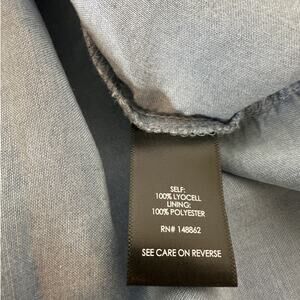 SELF:
100% LYOCELL
LINING:
100% POLYESTER
RN# 148862
SEE CARE ON REVERSE